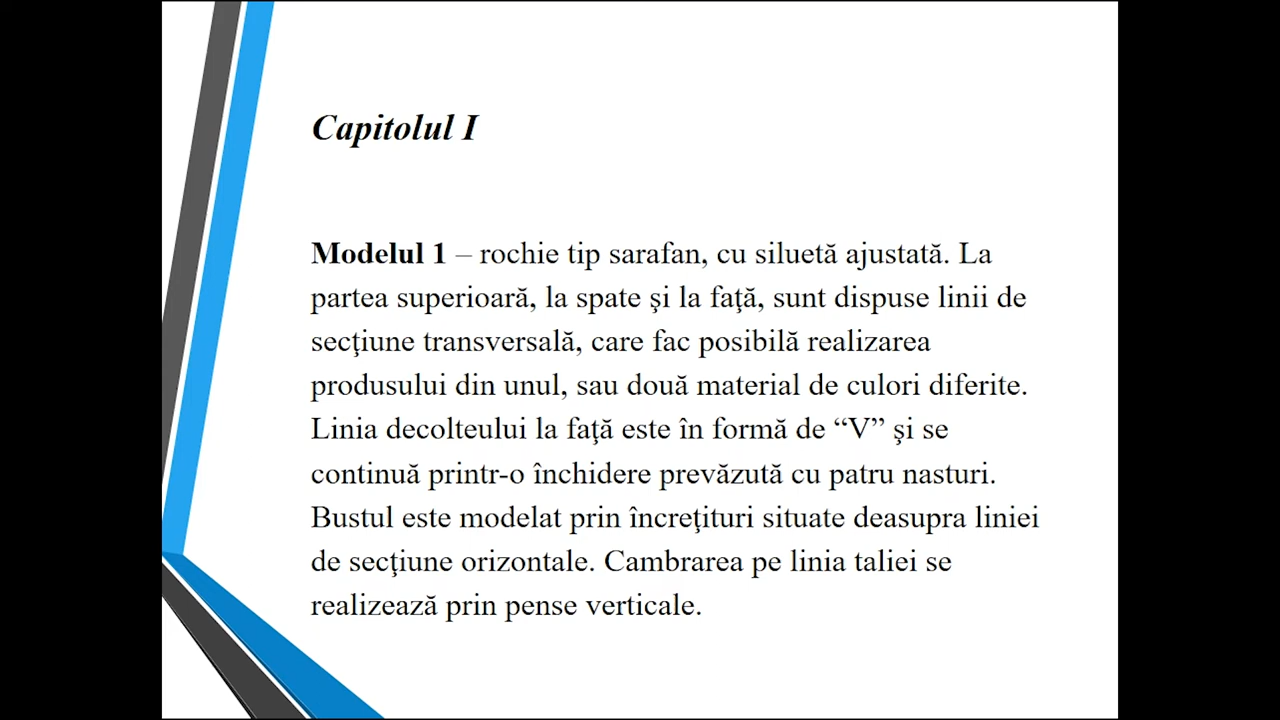 Capitolul I
Modelul 1 – rochie tip sarafan, cu siluetă ajustată. La
partea superioară, la spate şi la faţă, sunt dispuse linii de
secţiune transversală, care fac posibilă realizarea
produsului din unul, sau două material de culori diferite.
Linia decolteului la faţă este în formă de “V” şi se
continuă printr-o închidere prevăzută cu patru nasturi.
Bustul este modelat prin încreţituri situate deasupra liniei
de secţiune orizontale. Cambrarea pe linia taliei se
realizează prin pense verticale.